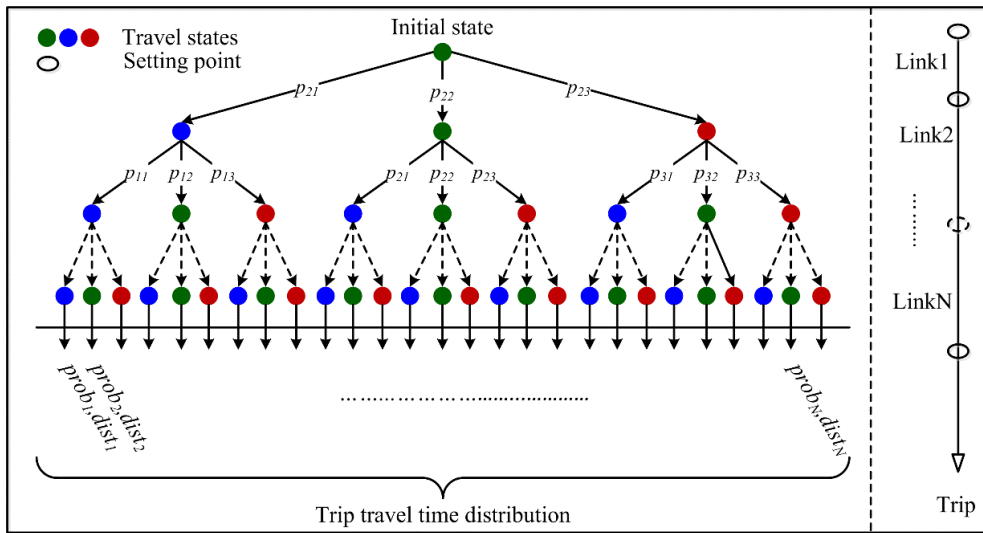 Initial state
Travel states
Setting point
p21
p22
p23
p11
p12
p13
p21
p22
p23
p31
p32
p33
prob1,dist1
prob2,dist2
.................................................
probN,distN
Trip travel time distribution
Link1
Link2
........
LinkN
Trip